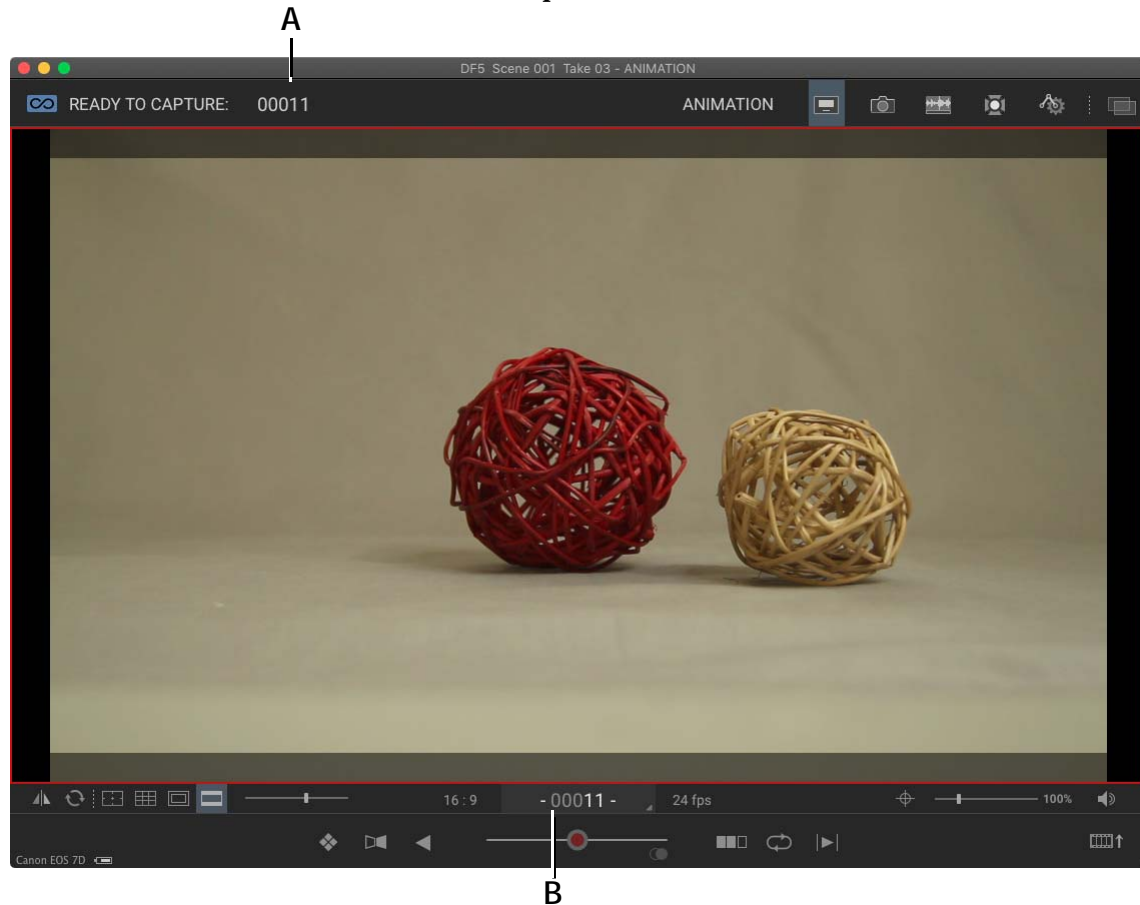 A
DF5 Scene 001 Take 03 - ANIMATION
READY TO CAPTURE: 00011 ANIMATION
16 : 9 - 00011 - 24 fps 100%
Canon EOS 7D
B